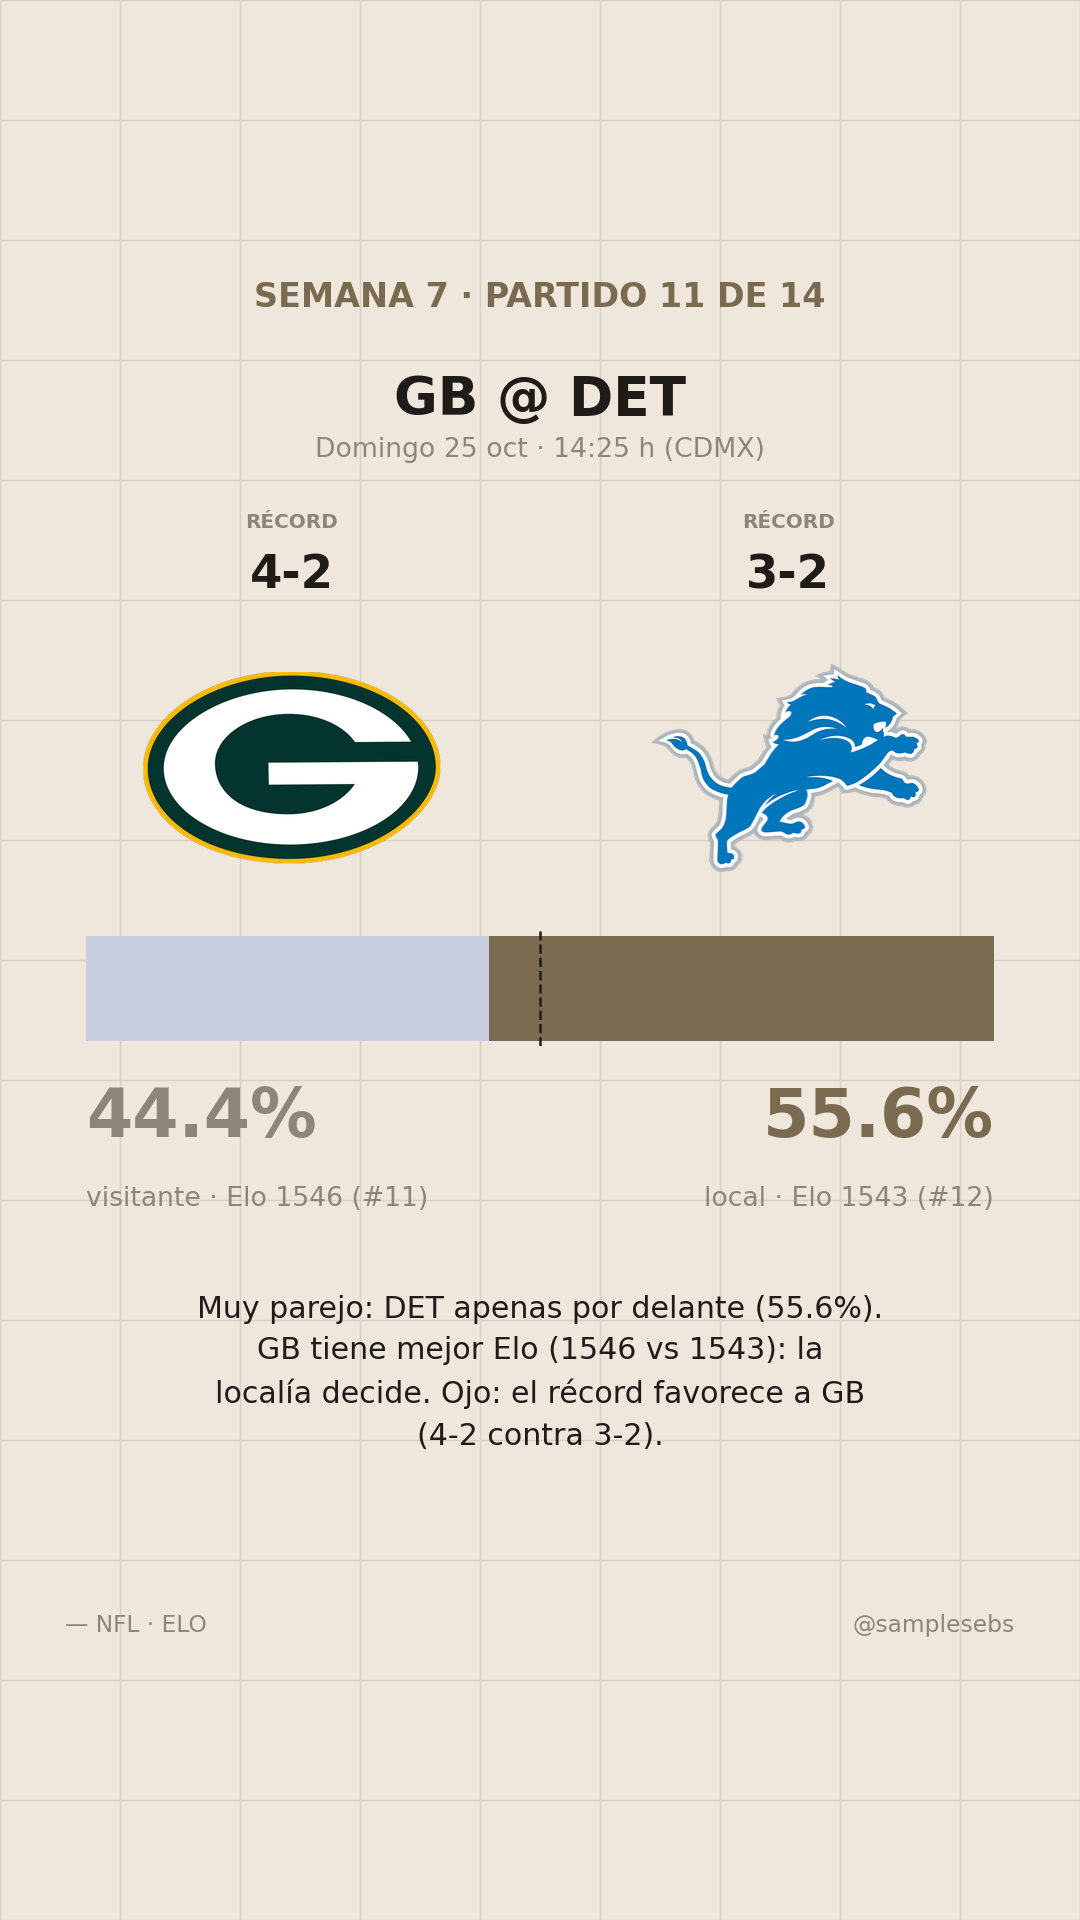 SEMANA 7 · PARTIDO 11 DE 14
GB @ DET
Domingo 25 oct · 14:25 h (CDMX)
RÉCORD
4-2
RÉCORD
3-2
G
44.4%
55.6%
visitante · Elo 1546 (#11)
local · Elo 1543 (#12)
Muy parejo: DET apenas por delante (55.6%).
GB tiene mejor Elo (1546 vs 1543): la
localía decide. Ojo: el récord favorece a GB
(4-2 contra 3-2).
— NFL · ELO
@samplesebs